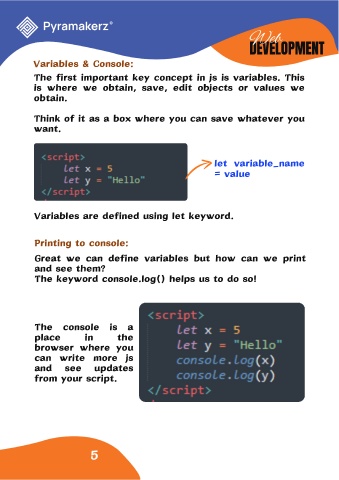 Pyramakerz®
Web
DEVELOPMENT
Variables & Console:
The first important key concept in js is variables. This
is where we obtain, save, edit objects or values we
obtain.
Think of it as a box where you can save whatever you
want.
<script>
let x = 5
let y = "Hello"
</script>
let variable_name
= value
Variables are defined using let keyword.
Printing to console:
Great we can define variables but how can we print
and see them?
The keyword console.log() helps us to do so!
The console is a
place in the
browser where you
can write more js
and see updates
from your script.
<script>
let x = 5
let y = "Hello"
console.log(x)
console.log(y)
</script>
5